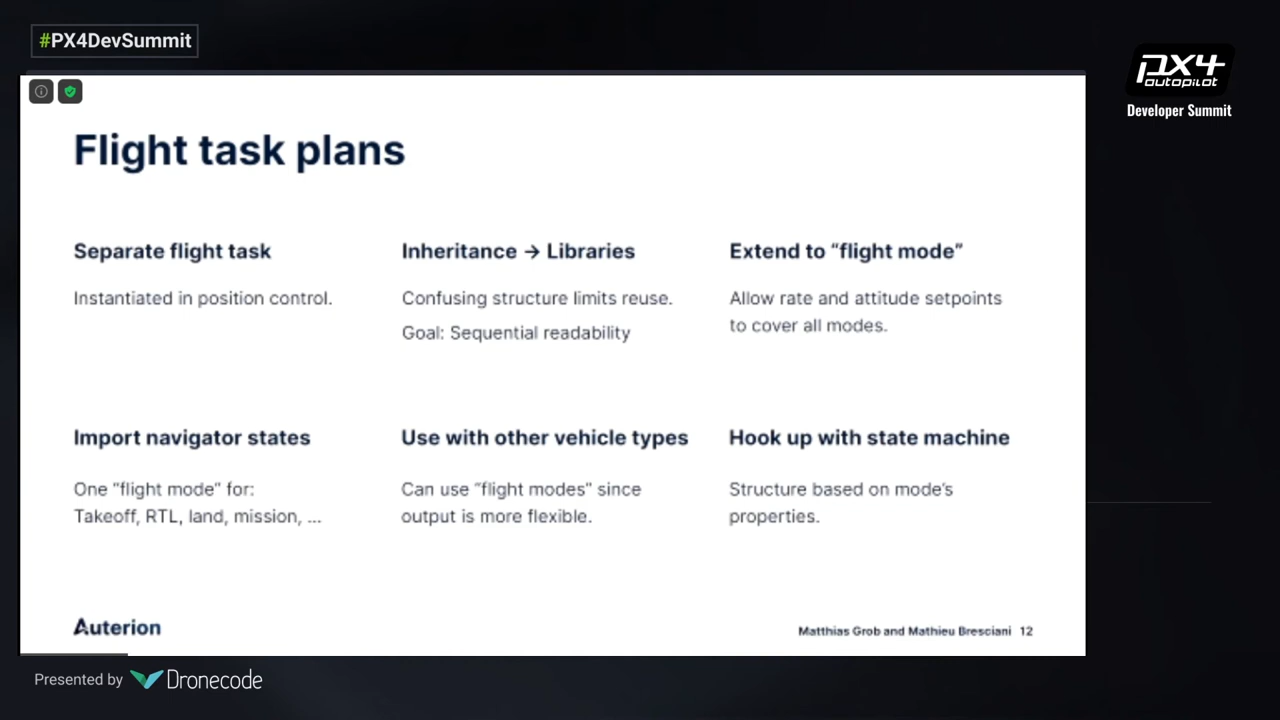 #PX4DevSummit
px4
autopilot
Developer Summit
Flight task plans
Separate flight task
Instantiated in position control.
Inheritance → Libraries
Confusing structure limits reuse.
Goal: Sequential readability
Extend to “flight mode”
Allow rate and attitude setpoints
to cover all modes.
Import navigator states
One “flight mode” for:
Takeoff, RTL, land, mission, ...
Use with other vehicle types
Can use “flight modes” since
output is more flexible.
Hook up with state machine
Structure based on mode’s
properties.
Auterion
Matthias Grob and Mathieu Bresciani 12
Presented by Dronecode